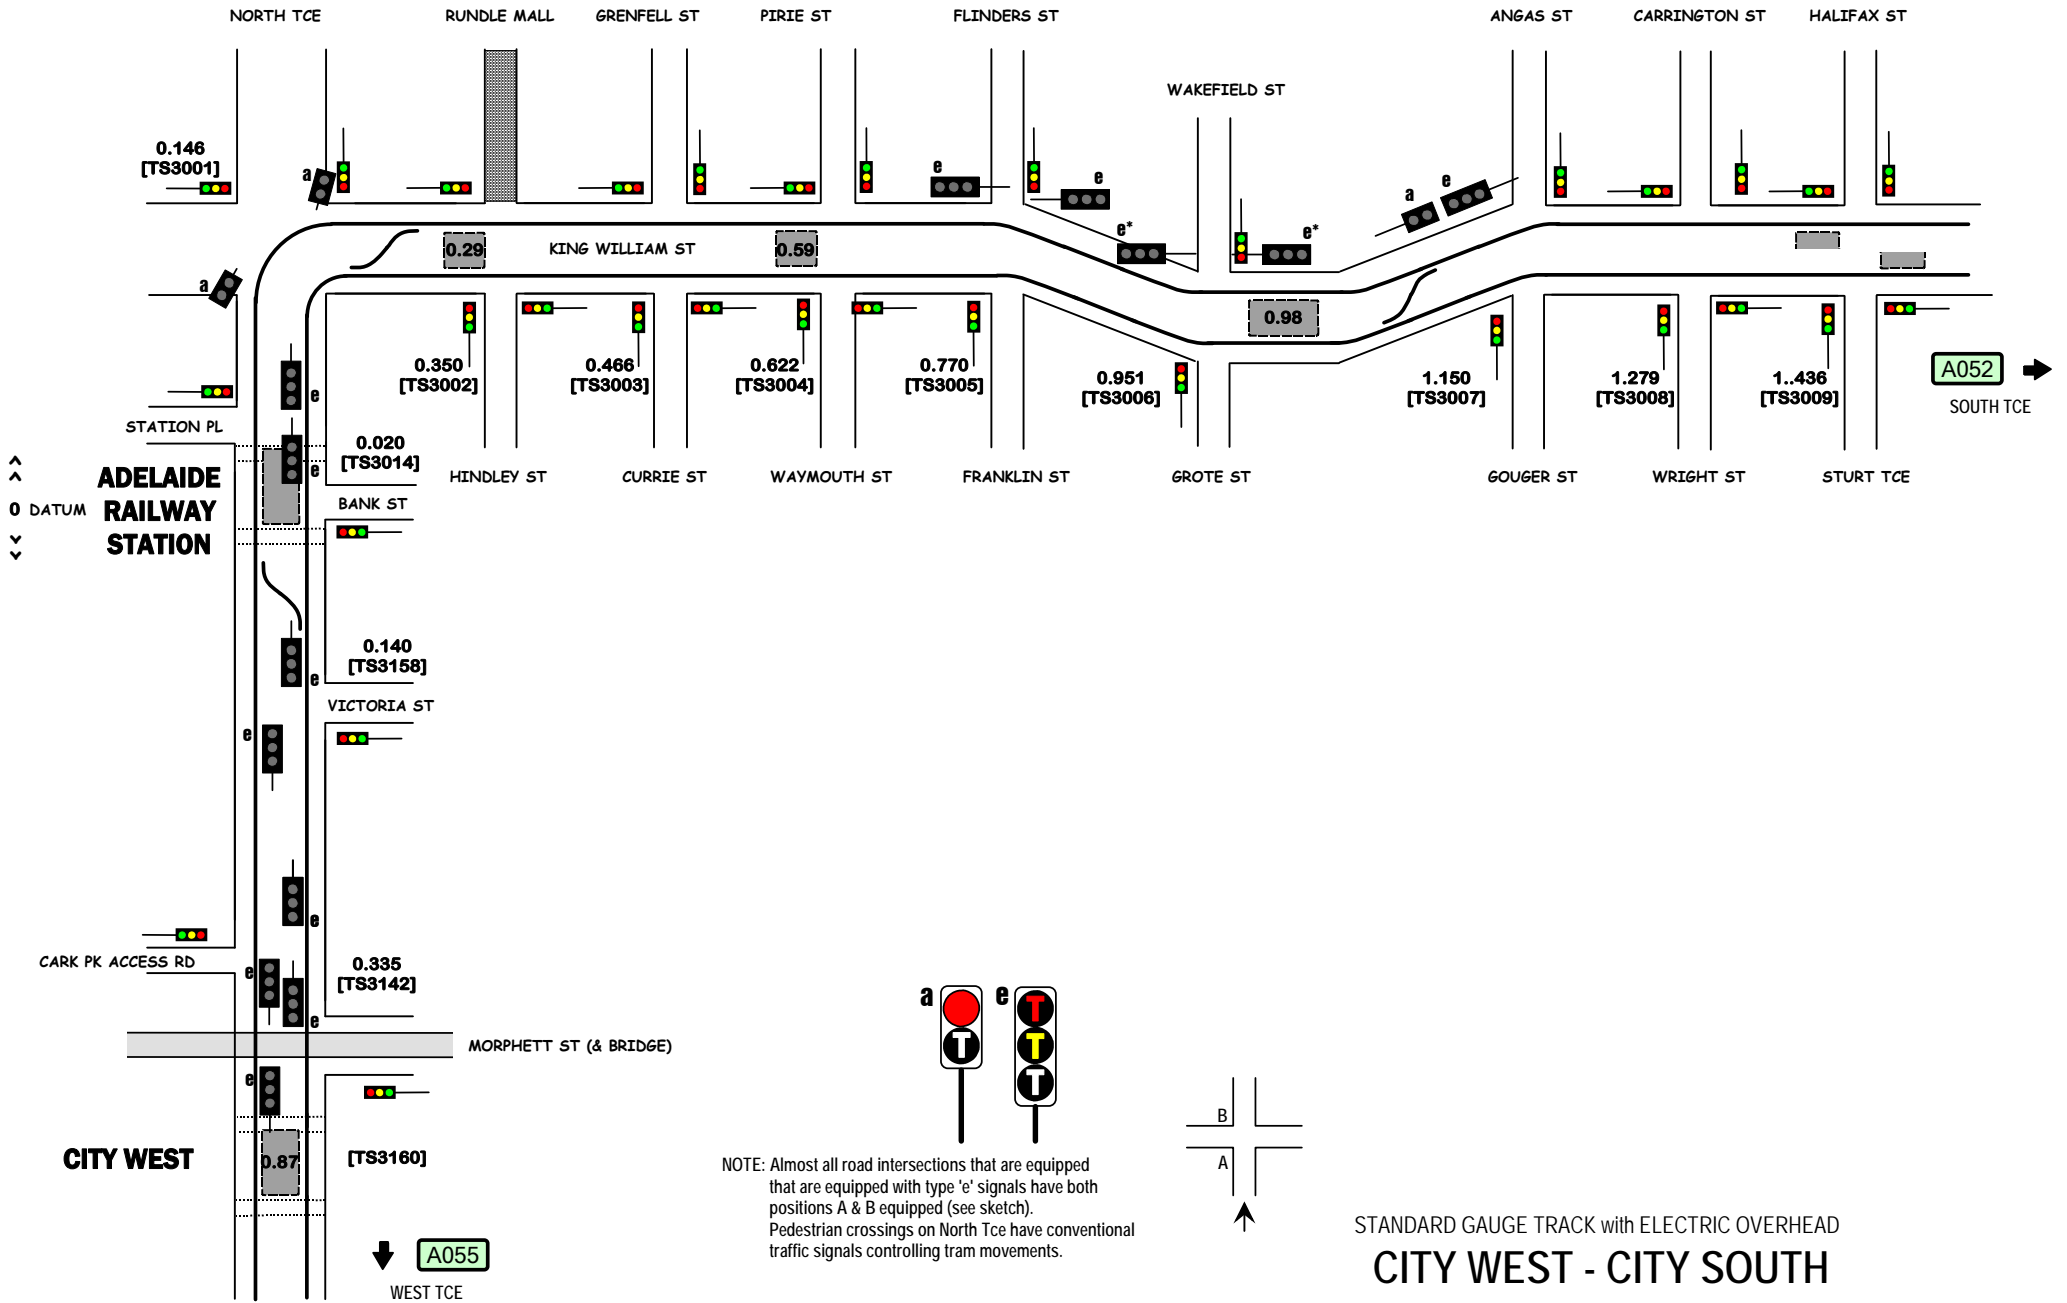 NORTH TCE
RUNDLE MALL
GRENFELL ST
PIRIE ST
FLINDERS ST
ANGAS ST
CARRINGTON ST
HALIFAX ST
WAKEFIELD ST
0.146
[TS3001]
a
e
e
a
e
e*
e*
0.29
KING WILLIAM ST
0.59
a
0.98
0.350
[TS3002]
0.466
[TS3003]
0.622
[TS3004]
0.770
[TS3005]
0.951
[TS3006]
1.150
[TS3007]
1.279
[TS3008]
1..436
[TS3009]
A052
SOUTH TCE
e
STATION PL
0.020
[TS3014]
e
HINDLEY ST
CURRIE ST
WAYMOUTH ST
FRANKLIN ST
GROTE ST
GOUGER ST
WRIGHT ST
STURT TCE
ADELAIDE
RAILWAY
STATION
0 DATUM
BANK ST
0.140
[TS3158]
e
VICTORIA ST
e
e
CARK PK ACCESS RD
e
0.335
[TS3142]
e
MORPHETT ST (& BRIDGE)
e
CITY WEST
0.87
[TS3160]
A055
WEST TCE
a
T
e
T
T
T
NOTE: Almost all road intersections that are equipped
that are equipped with type 'e' signals have both
positions A & B equipped (see sketch).
Pedestrian crossings on North Tce have conventional
traffic signals controlling tram movements.
B
A
STANDARD GAUGE TRACK with ELECTRIC OVERHEAD
CITY WEST - CITY SOUTH